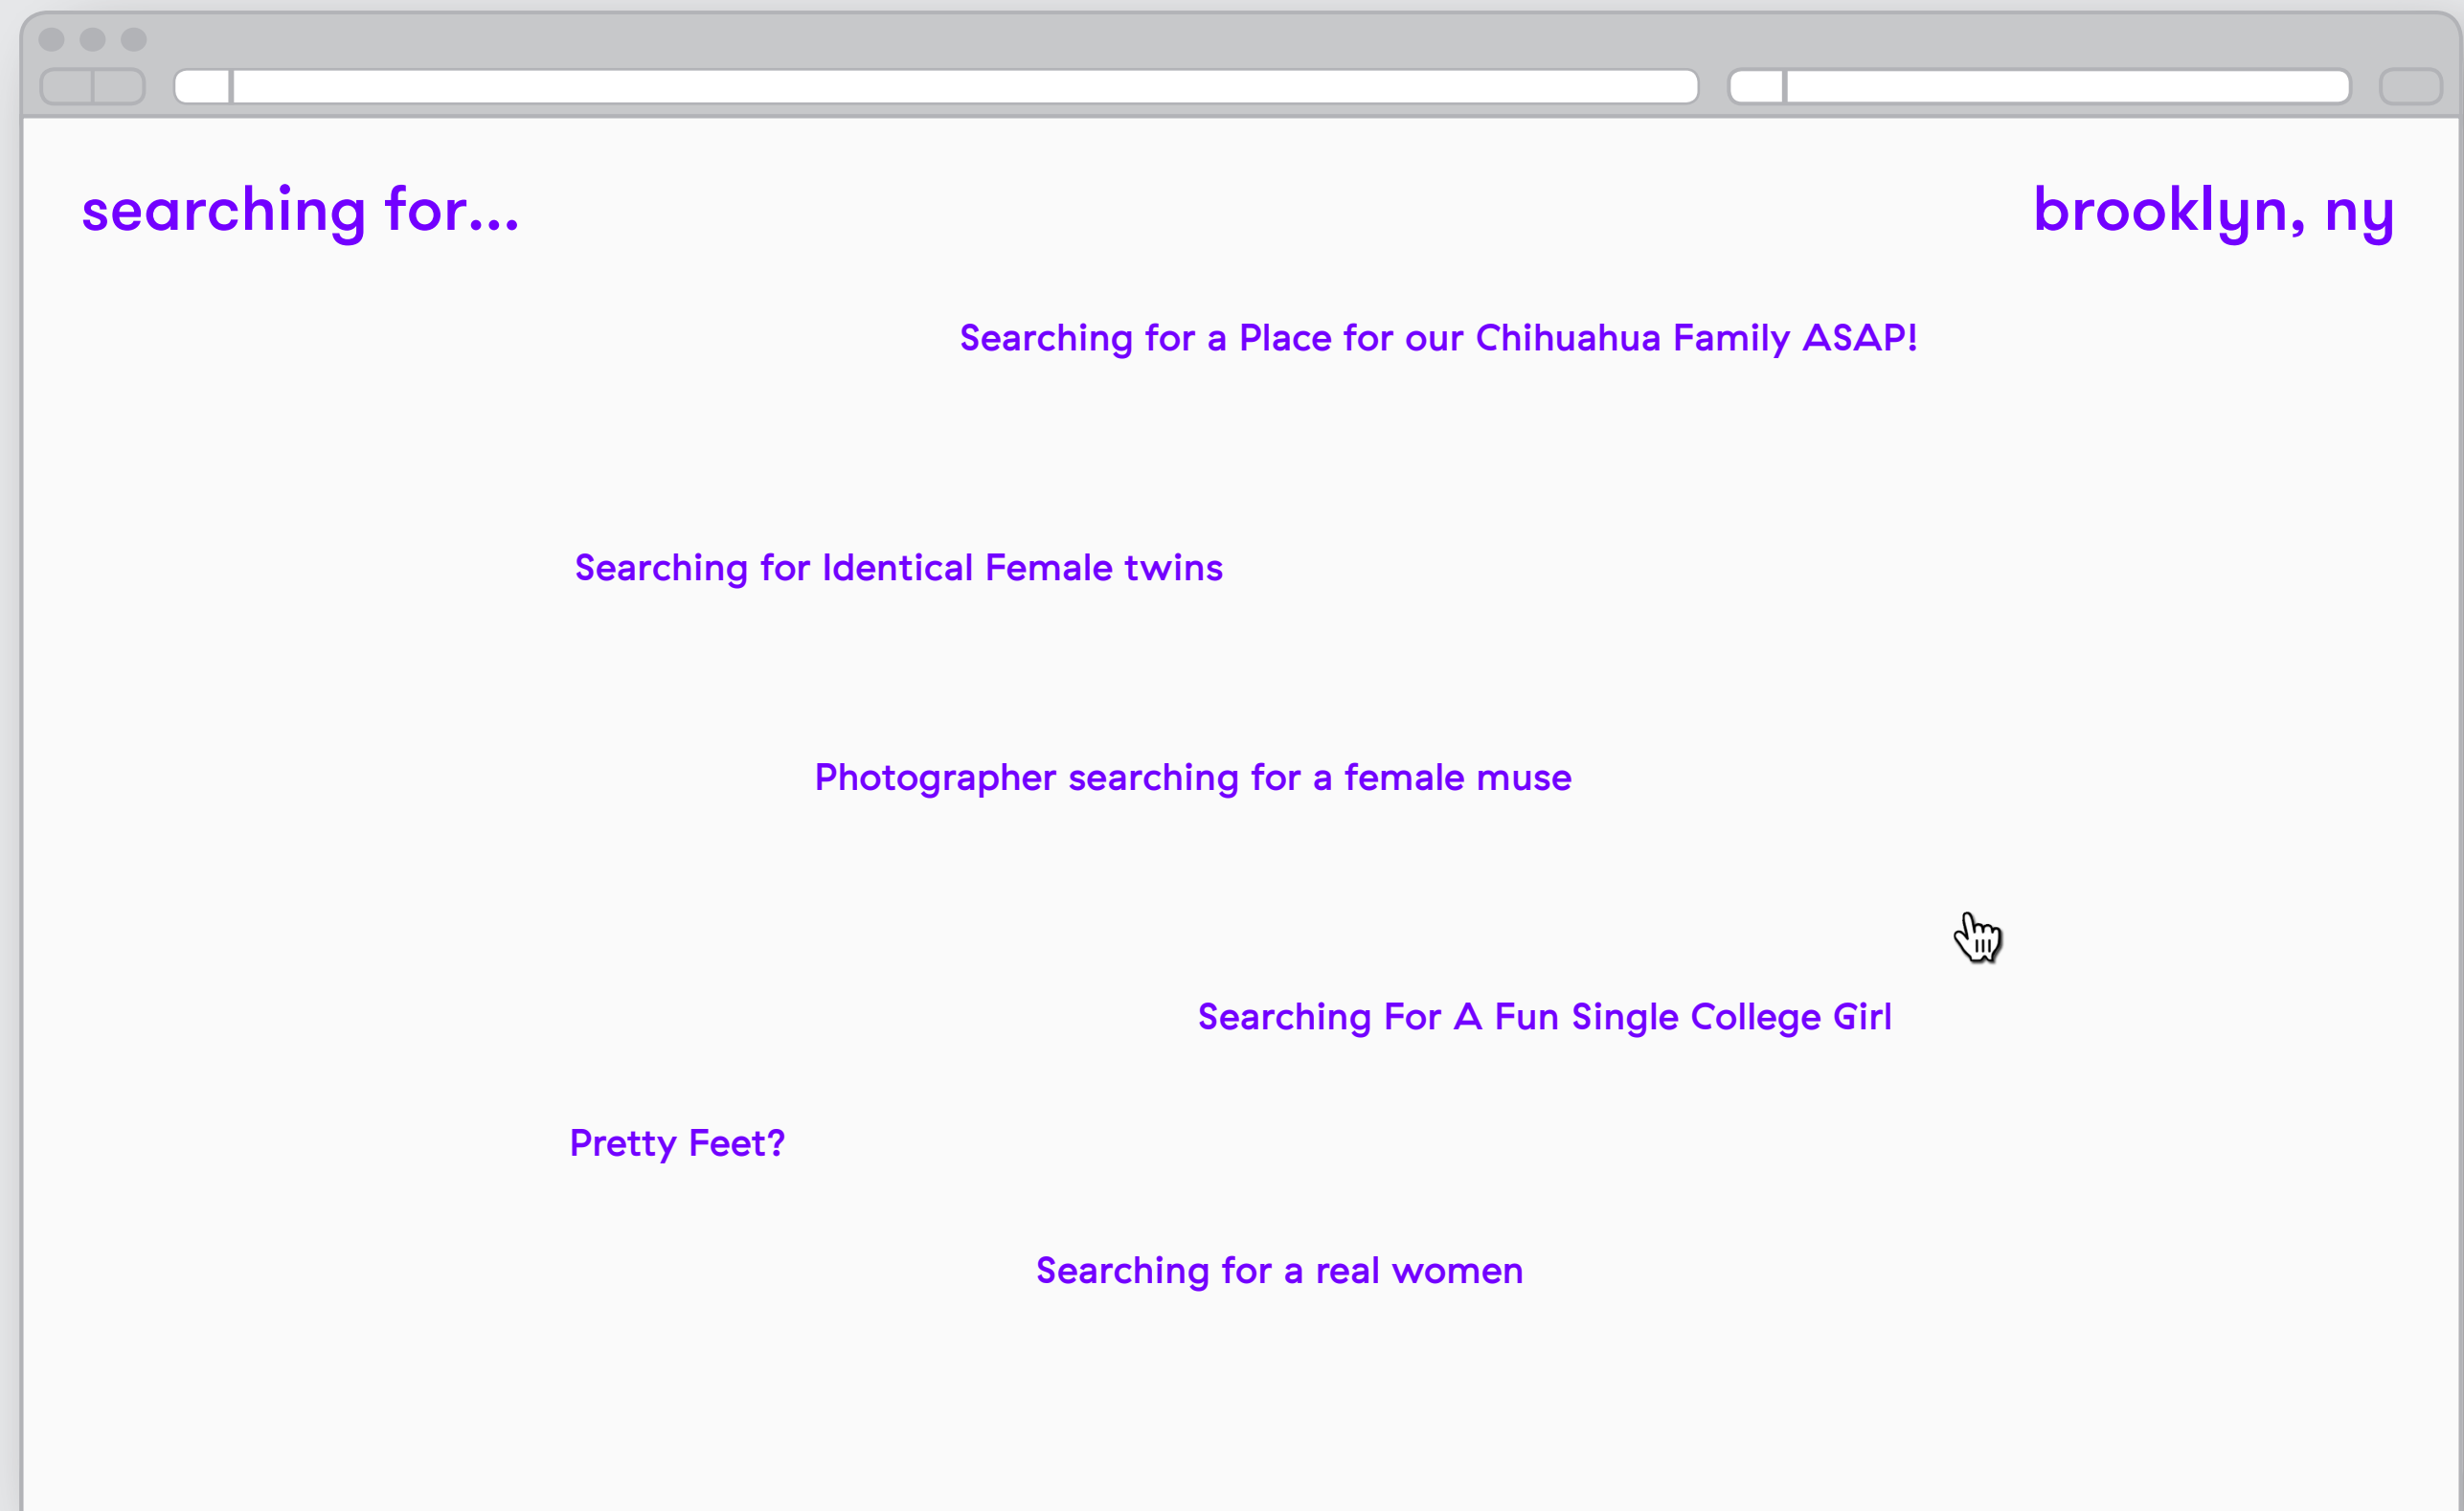 searching for...
brooklyn, ny
Searching for a Place for our Chihuahua Family ASAP!
Searching for Identical Female twins
Photographer searching for a female muse
Searching For A Fun Single College Girl
Pretty Feet?
Searching for a real women